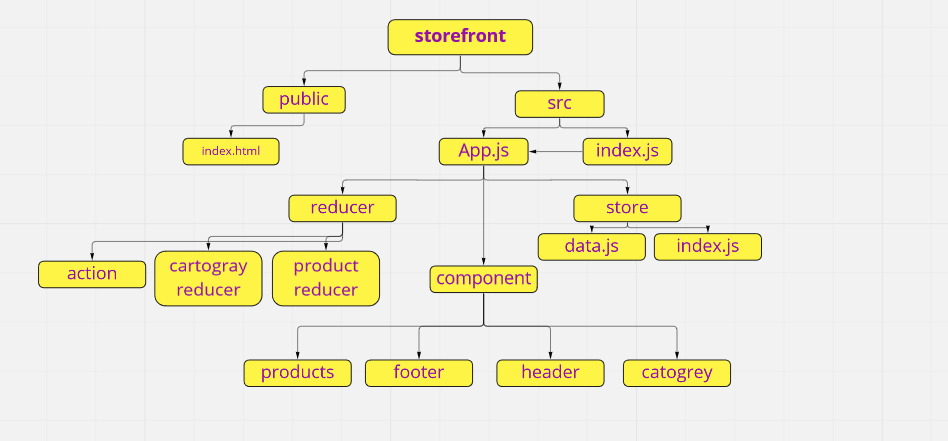 storefront
public
src
index.html
App.js
index.js
reducer
store
data.js
index.js
action
cartogray
reducer
product
reducer
component
products
footer
header
catogrey